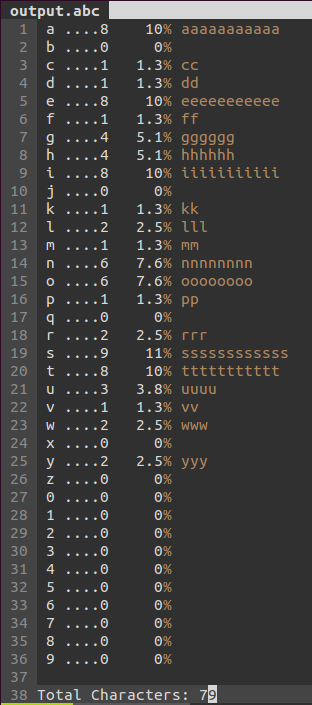 output.abc
1 a ....8 10% aaaaaaaaaaa
2 b ....0 0%
3 c ....1 1.3% cc
4 d ....1 1.3% dd
5 e ....8 10% eeeeeeeeeee
6 f ....1 1.3% ff
7 g ....4 5.1% gggggg
8 h ....4 5.1% hhhhhh
9 i ....8 10% iiiiiiiiiii
10 j ....0 0%
11 k ....1 1.3% kk
12 l ....2 2.5% lll
13 m ....1 1.3% mm
14 n ....6 7.6% nnnnnnnn
15 o ....6 7.6% oooooooo
16 p ....1 1.3% pp
17 q ....0 0%
18 r ....2 2.5% rrr
19 s ....9 11% ssssssssssss
20 t ....8 10% ttttttttttt
21 u ....3 3.8% uuuu
22 v ....1 1.3% vv
23 w ....2 2.5% www
24 x ....0 0%
25 y ....2 2.5% yyy
26 z ....0 0%
27 0 ....0 0%
28 1 ....0 0%
29 2 ....0 0%
30 3 ....0 0%
31 4 ....0 0%
32 5 ....0 0%
33 6 ....0 0%
34 7 ....0 0%
35 8 ....0 0%
36 9 ....0 0%
37
38 Total Characters: 79